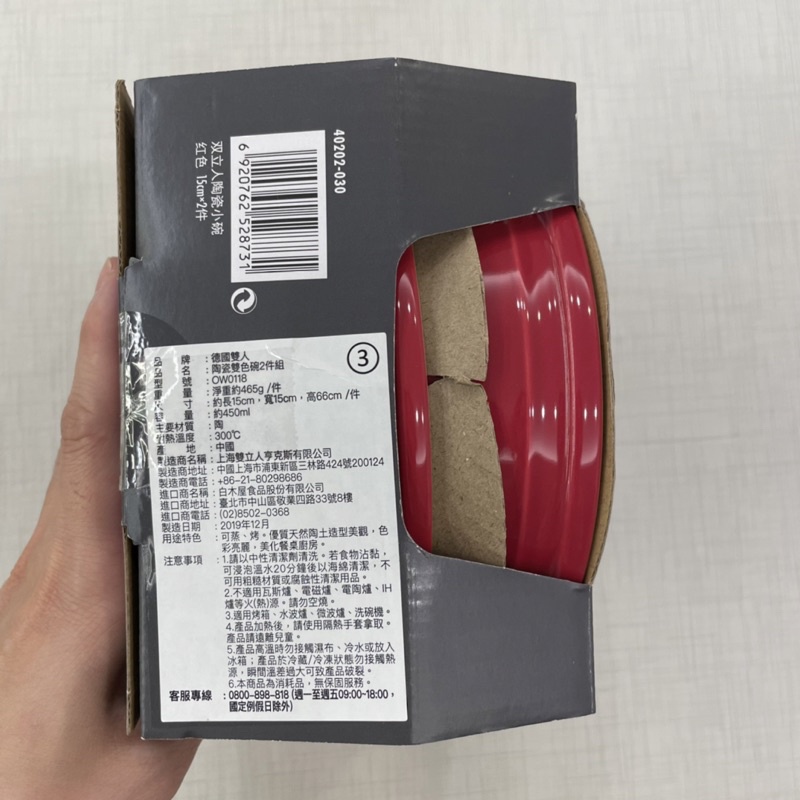 40202-030
6 920762 528731
双立人陶瓷小碗
红色 15cm*2件
③
品　　　牌：德國雙人
品　　　名：陶瓷雙色碗2件組
型　　　號：OW0118
重　　　量：淨重約465g /件
尺　　　寸：約長15cm，寬15cm，高66cm /件
容　　　量：約450ml
主要材質：陶
耐熱溫度：300℃
產　　　地：中國
製造商名稱：上海雙立人亨克斯有限公司
製造商地址：中國上海市浦東新區三林路424號200124
製造商電話：+86-21-80298686
進口商名稱：白木屋食品股份有限公司
進口商地址：臺北市中山區敬業四路33號8樓
進口商電話：(02)8502-0368
製造日期：2019年12月
用途特色：可蒸、烤。優質天然陶土造型美觀，色
彩亮麗，美化餐桌廚房。
注意事項：1.請以中性清潔劑清洗。若食物沾黏，
可浸泡溫水20分鐘後以海綿清潔，不
可用粗糙材質或腐蝕性清潔用品。
2.不適用瓦斯爐、電磁爐、電陶爐、IH
爐等火(熱)源。請勿空燒。
3.適用烤箱、水波爐、微波爐、洗碗機。
4.產品加熱後，請使用隔熱手套拿取。
產品請遠離兒童。
5.產品高溫時勿接觸濕布、冷水或放入
冰箱；產品於冷藏/冷凍狀態勿接觸熱
源，瞬間溫差過大可致產品破裂。
6.本商品為消耗品，無保固服務。
客服專線：0800-898-818 (週一至週五09:00~18:00，
國定例假日除外)